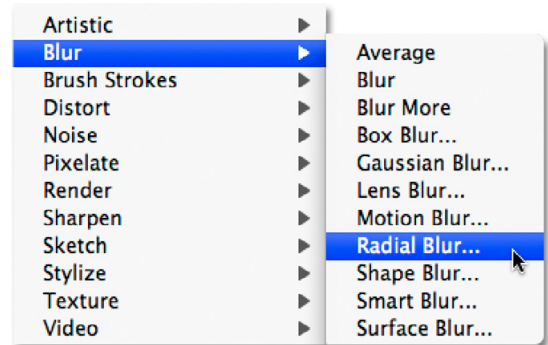 Artistic
Blur
Brush Strokes
Distort
Noise
Pixelate
Render
Sharpen
Sketch
Stylize
Texture
Video
Average
Blur
Blur More
Box Blur...
Gaussian Blur...
Lens Blur...
Motion Blur...
Radial Blur...
Shape Blur...
Smart Blur...
Surface Blur...